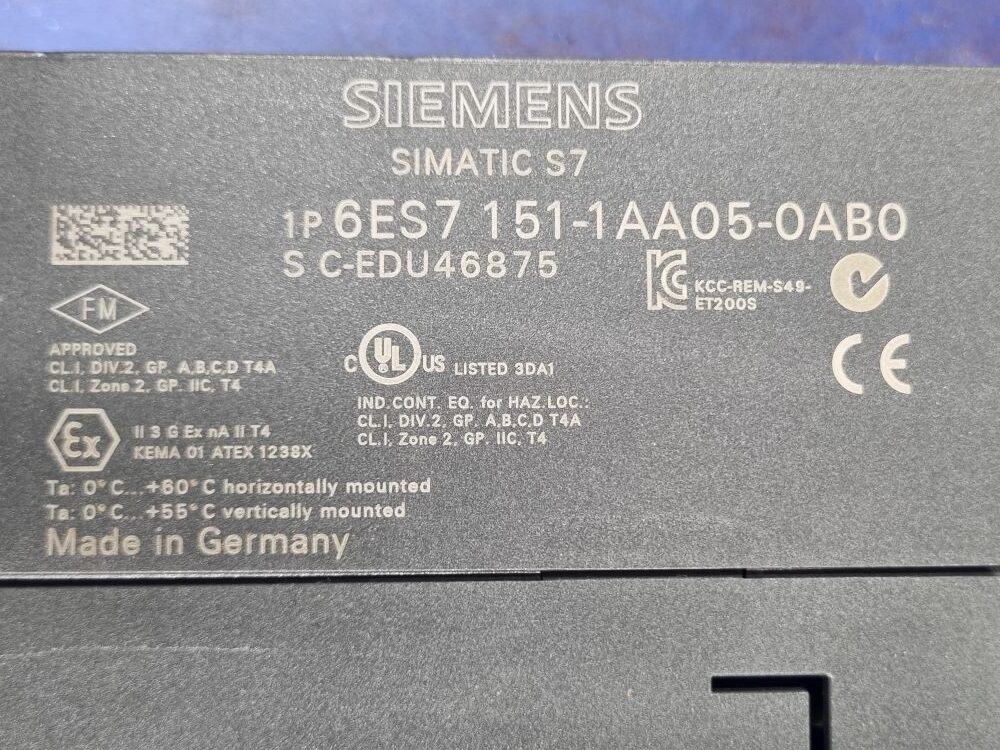 SIEMENS
SIMATIC S7
1P 6ES7 151-1AA05-0AB0
S C-EDU46875
KCC-REM-S49-
ET200S
FM
APPROVED
CL.I, DIV.2, GP. A,B,C,D T4A
CL.I, Zone 2, GP. IIC, T4
C UL US LISTED 3DA1
IND.CONT. EQ. for HAZ.LOC.:
CL.I, DIV.2, GP. A,B,C,D T4A
CL.I, Zone 2, GP. IIC, T4
CE
Ex II 3 G Ex nA II T4
KEMA 01 ATEX 1238X
Ta: 0°C...+60°C horizontally mounted
Ta: 0°C...+55°C vertically mounted
Made in Germany